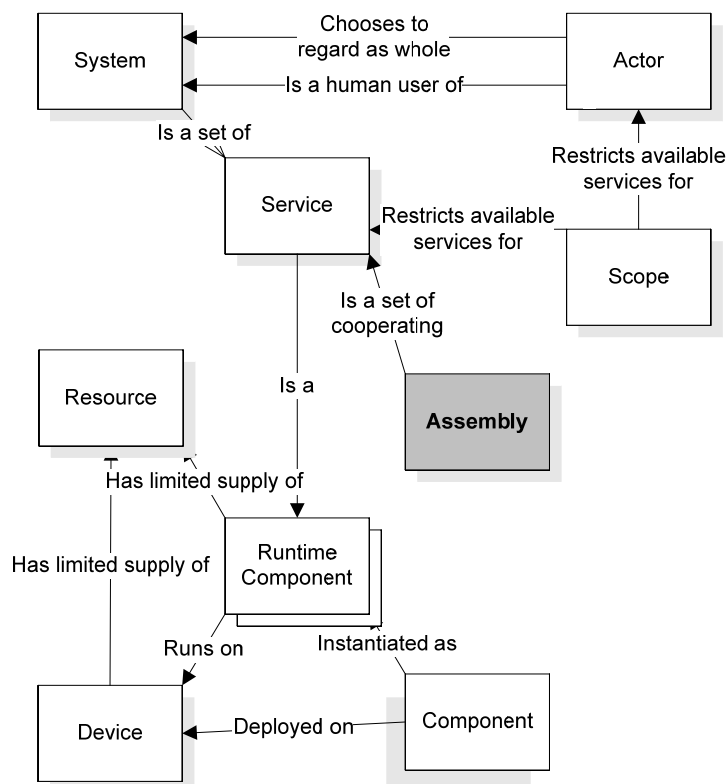 Chooses to
regard as whole
System
Actor
Is a human user of
Is a set of
Restricts available
services for
Service
Restricts available
services for
Scope
Is a set of
cooperating
Is a
Resource
Assembly
Has limited supply of
Runtime
Component
Has limited supply of
Runs on
Instantiated as
Device
Deployed on
Component